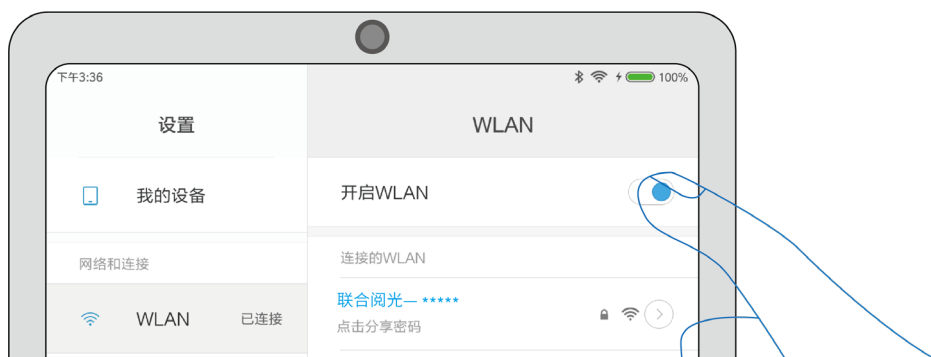 下午3:36
100%
设置
WLAN
我的设备
开启WLAN
网络和连接
连接的WLAN
WLAN
已连接
联合阅光— *****
点击分享密码